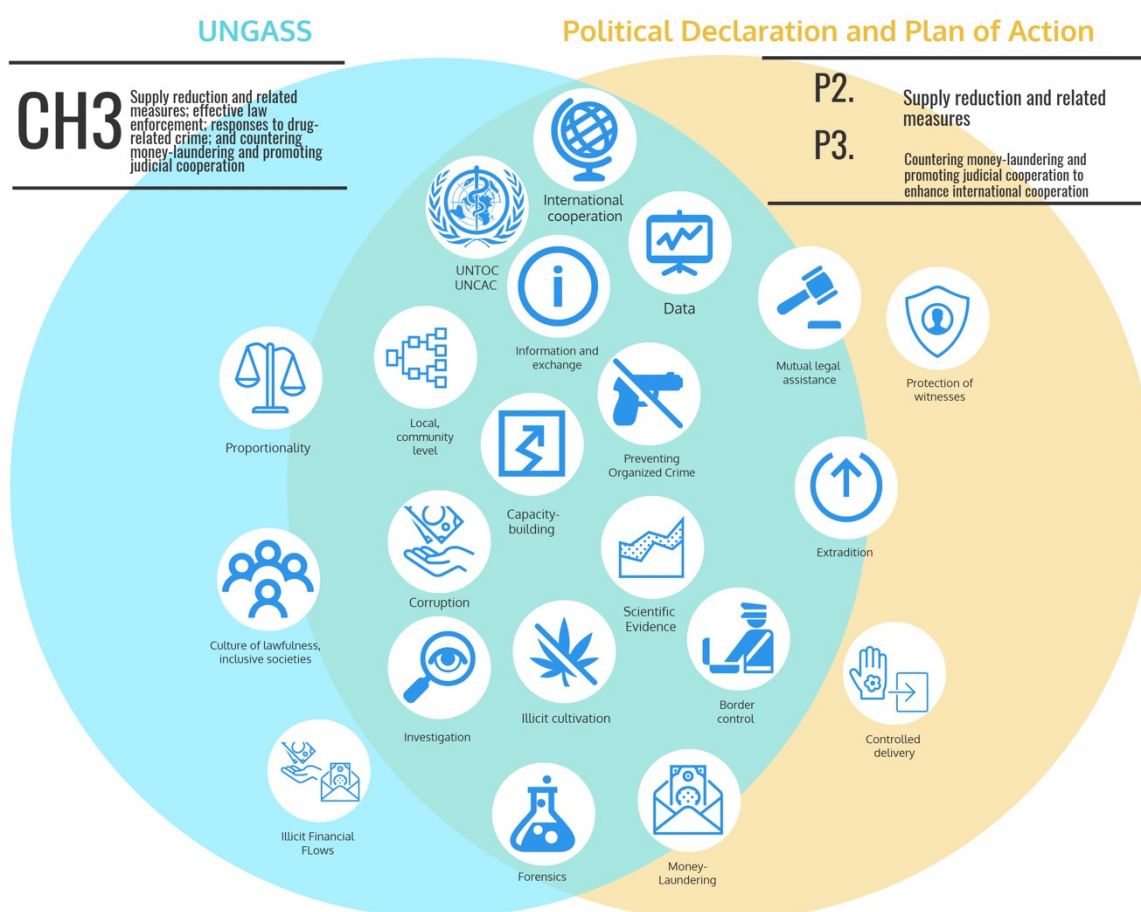 UNGASS
Political Declaration and Plan of Action
CH3
Supply reduction and related
measures; effective law
enforcement; responses to drug-
related crime; and countering
money-laundering and promoting
judicial cooperation
P2.
Supply reduction and related
measures
P3.
Countering money-laundering and
promoting judicial cooperation to
enhance international cooperation
International
cooperation
UNTOC
UNCAC
Data
Information and
exchange
Mutual legal
assistance
Protection of
witnesses
Proportionality
Local,
community
level
Preventing
Organized Crime
Capacity-
building
Extradition
Corruption
Scientific
Evidence
Culture of lawfulness,
inclusive societies
Investigation
Illicit cultivation
Border
control
Controlled
delivery
Illicit Financial
FLows
Forensics
Money-
Laundering